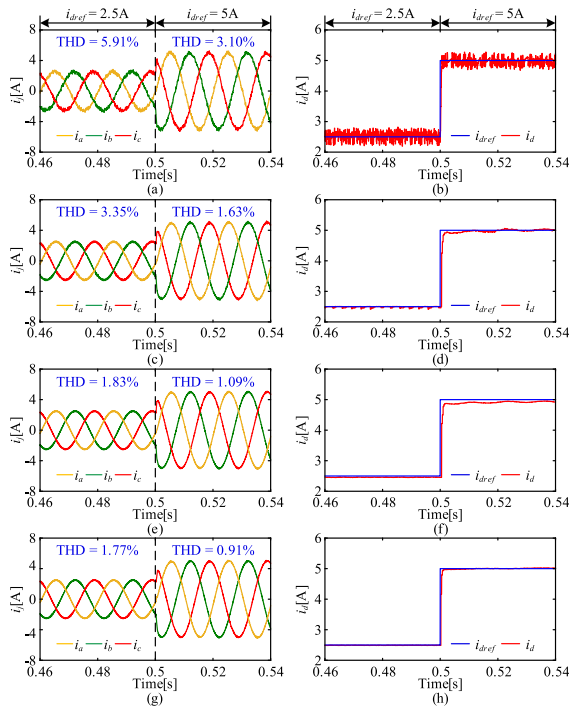 i_dref = 2.5A i_dref = 5A i_dref = 2.5A i_dref = 5A
8 THD = 5.91% THD = 3.10% 6
4 5
i_j[A] 0 i_d[A] 4
-4 i_a i_b i_c 3 i_dref i_d
-8 2
0.46 0.48 0.5 0.52 0.54 0.46 0.48 0.5 0.52 0.54
Time[s] Time[s]
(a) (b)
8 THD = 3.35% THD = 1.63% 6
4 5
i_j[A] 0 i_d[A] 4
-4 i_a i_b i_c 3 i_dref i_d
-8 2
0.46 0.48 0.5 0.52 0.54 0.46 0.48 0.5 0.52 0.54
Time[s] Time[s]
(c) (d)
8 THD = 1.83% THD = 1.09% 6
4 5
i_j[A] 0 i_d[A] 4
-4 i_a i_b i_c 3 i_dref i_d
-8 2
0.46 0.48 0.5 0.52 0.54 0.46 0.48 0.5 0.52 0.54
Time[s] Time[s]
(e) (f)
8 THD = 1.77% THD = 0.91% 6
4 5
i_j[A] 0 i_d[A] 4
-4 i_a i_b i_c 3 i_dref i_d
-8 2
0.46 0.48 0.5 0.52 0.54 0.46 0.48 0.5 0.52 0.54
Time[s] Time[s]
(g) (h)